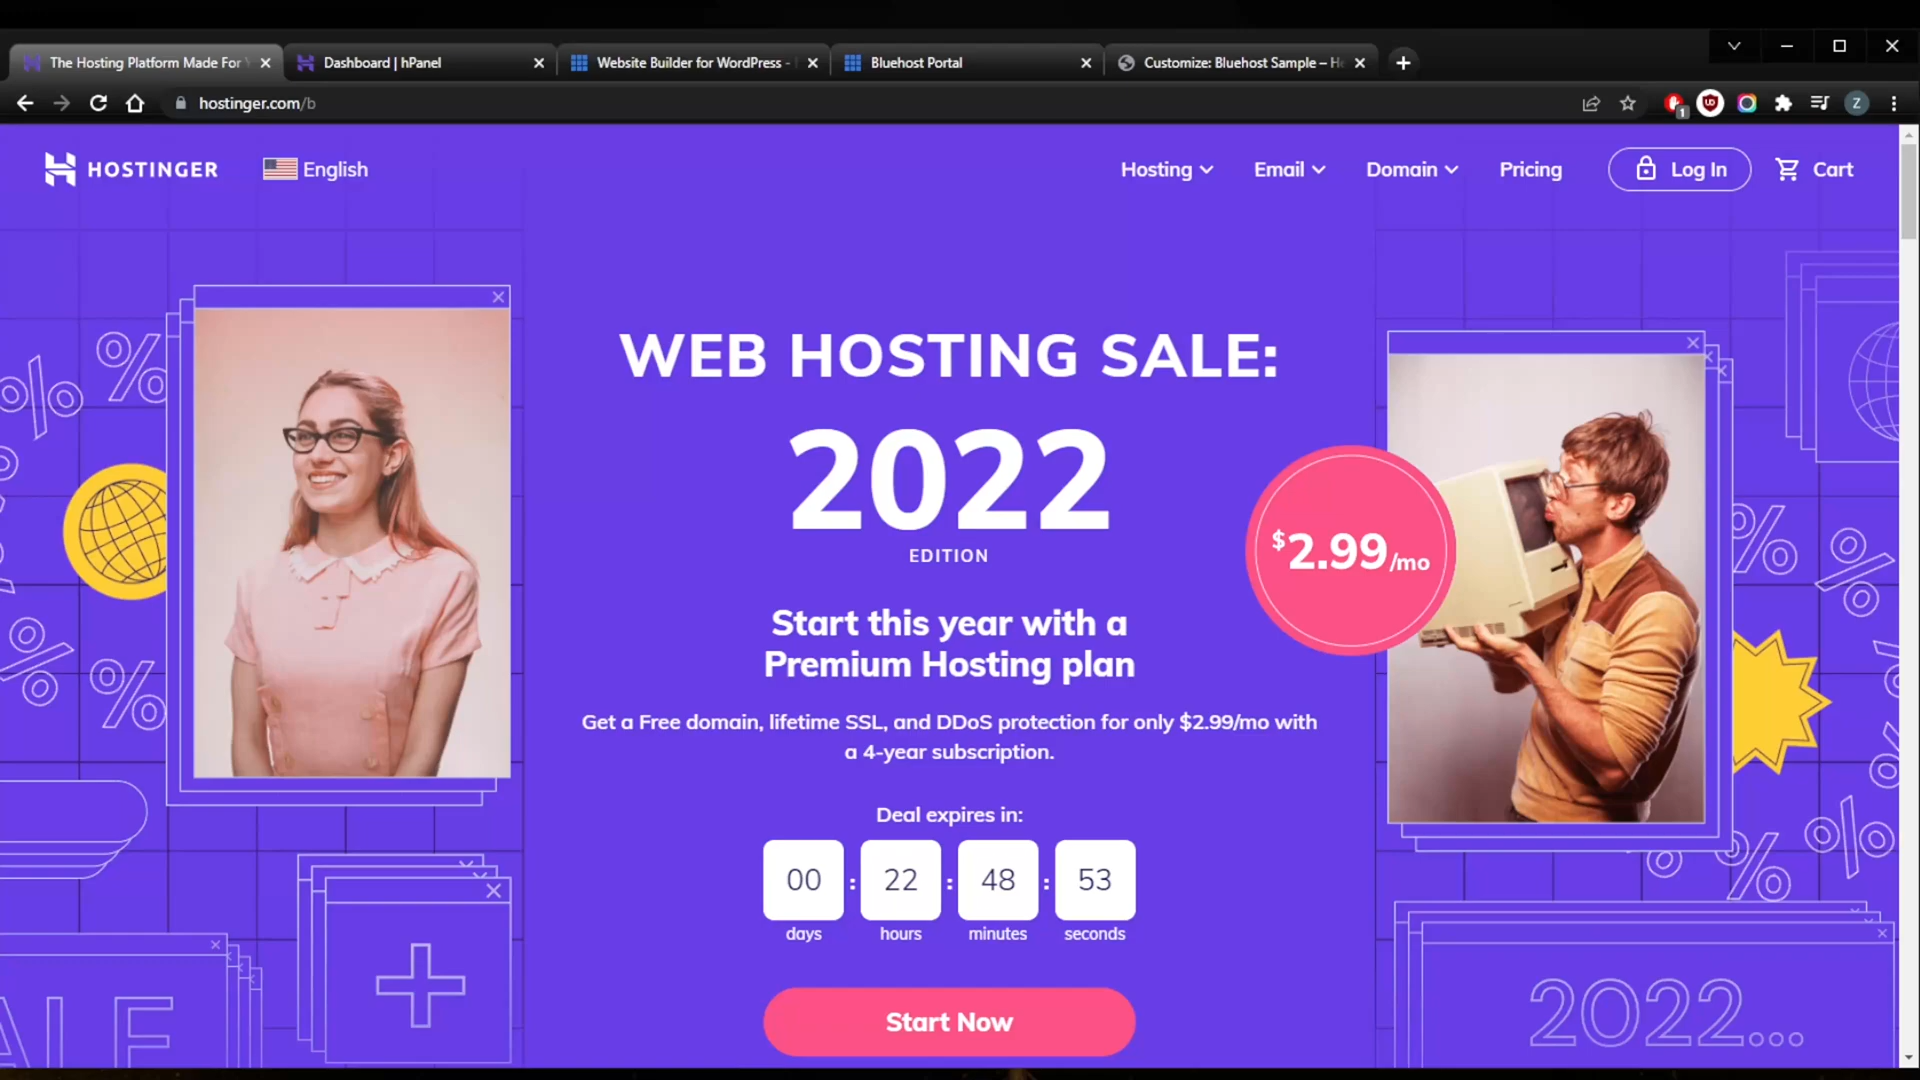 The Hosting Platform Made For
Dashboard | hPanel
Website Builder for WordPress -
Bluehost Portal
Customize: Bluehost Sample – He
hostinger.com/b
1
Z
HOSTINGER
English
Hosting
Email
Domain
Pricing
Log In
Cart
WEB HOSTING SALE:
2022
EDITION
$2.99/mo
Start this year with a
Premium Hosting plan
Get a Free domain, lifetime SSL, and DDoS protection for only $2.99/mo with
a 4-year subscription.
Deal expires in:
00 : 22 : 48 : 53
days hours minutes seconds
Start Now
ALE
2022...